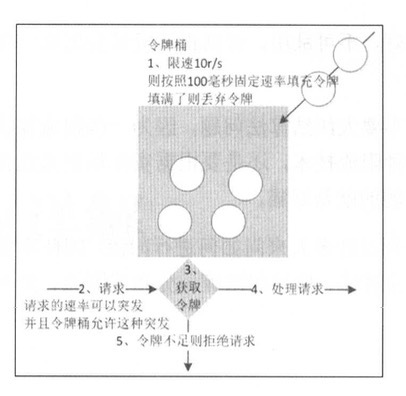 令牌桶
1、限速10r/s
则按照100毫秒固定速率填充令牌
填满了则丢弃令牌
3、
获取
令牌
2、请求
4、处理请求
请求的速率可以突发
并且令牌桶允许这种突发
5、令牌不足则拒绝请求